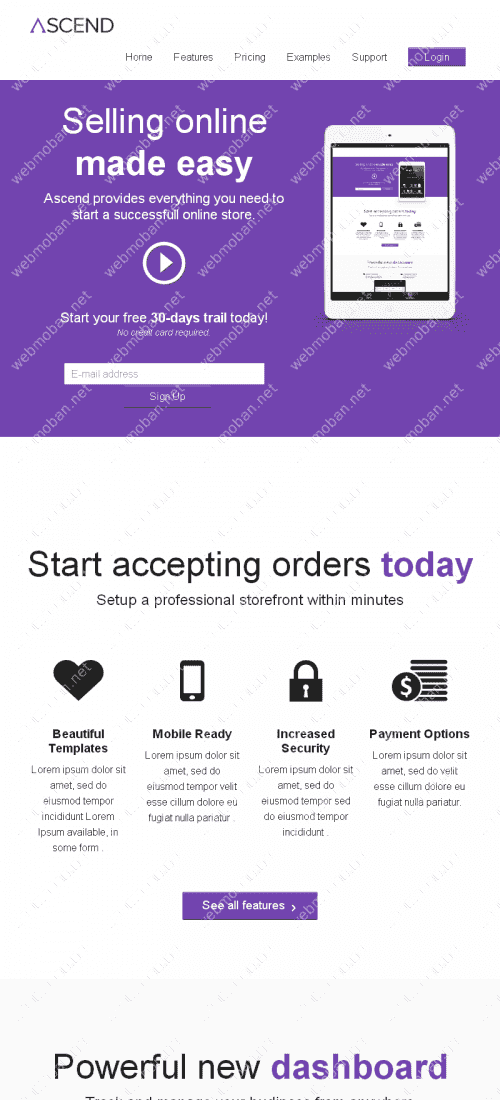 ASCEND
Home Features Pricing Examples Support Login
Selling online
made easy
Ascend provides everything you need to
start a successfull online store.
Start your free 30-days trail today!
No credit card required.
E-mail address
Sign Up
Start accepting orders today
Setup a professional storefront within minutes
Beautiful
Templates
Lorem ipsum dolor sit
amet, sed do
eiusmod tempor
incididunt Lorem
Ipsum available, in
some form .
Mobile Ready
Lorem ipsum dolor sit
amet, sed do
eiusmod tempor velit
esse cillum dolore eu
fugiat nulla pariatur .
Increased
Security
Lorem ipsum dolor sit
amet, sed do
eiusmod tempor sed
do eiusmod tempor
incididunt .
Payment Options
Lorem ipsum dolor sit
amet, sed do velit
esse cillum dolore eu
fugiat nulla pariatur.
See all features ›
Powerful new dashboard
webmoban.net